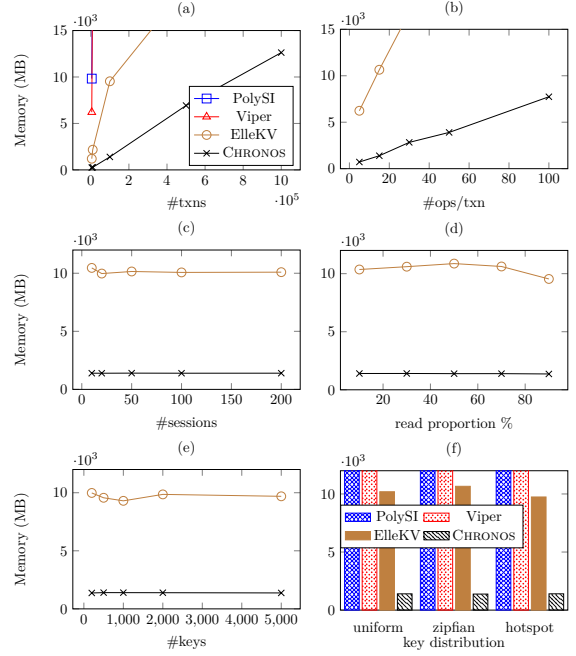 (a)
·10³
15
10
5
0
0 2 4 6 8 10
·10⁵
Memory (MB)
#txns
PolySI
Viper
ElleKV
CHRONOS
(b)
·10³
15
10
5
0
0 20 40 60 80 100
#ops/txn
(c)
·10³
10
5
0
0 50 100 150 200
Memory (MB)
#sessions
(d)
·10³
10
5
0
20 40 60 80
read proportion %
(e)
·10³
10
5
0
0 1,000 2,000 3,000 4,000 5,000
Memory (MB)
#keys
(f)
·10³
10
5
0
PolySI Viper
ElleKV CHRONOS
uniform zipfian hotspot
key distribution